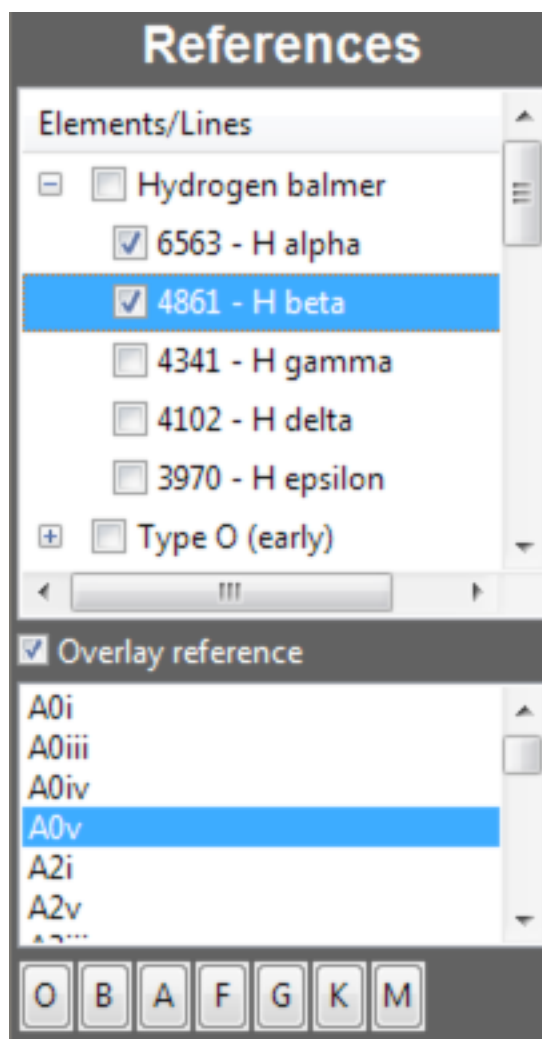 References
Elements/Lines
Hydrogen balmer
6563 - H alpha
4861 - H beta
4341 - H gamma
4102 - H delta
3970 - H epsilon
Type O (early)
Overlay reference
A0i
A0iii
A0iv
A0v
A2i
A2v
O B A F G K M